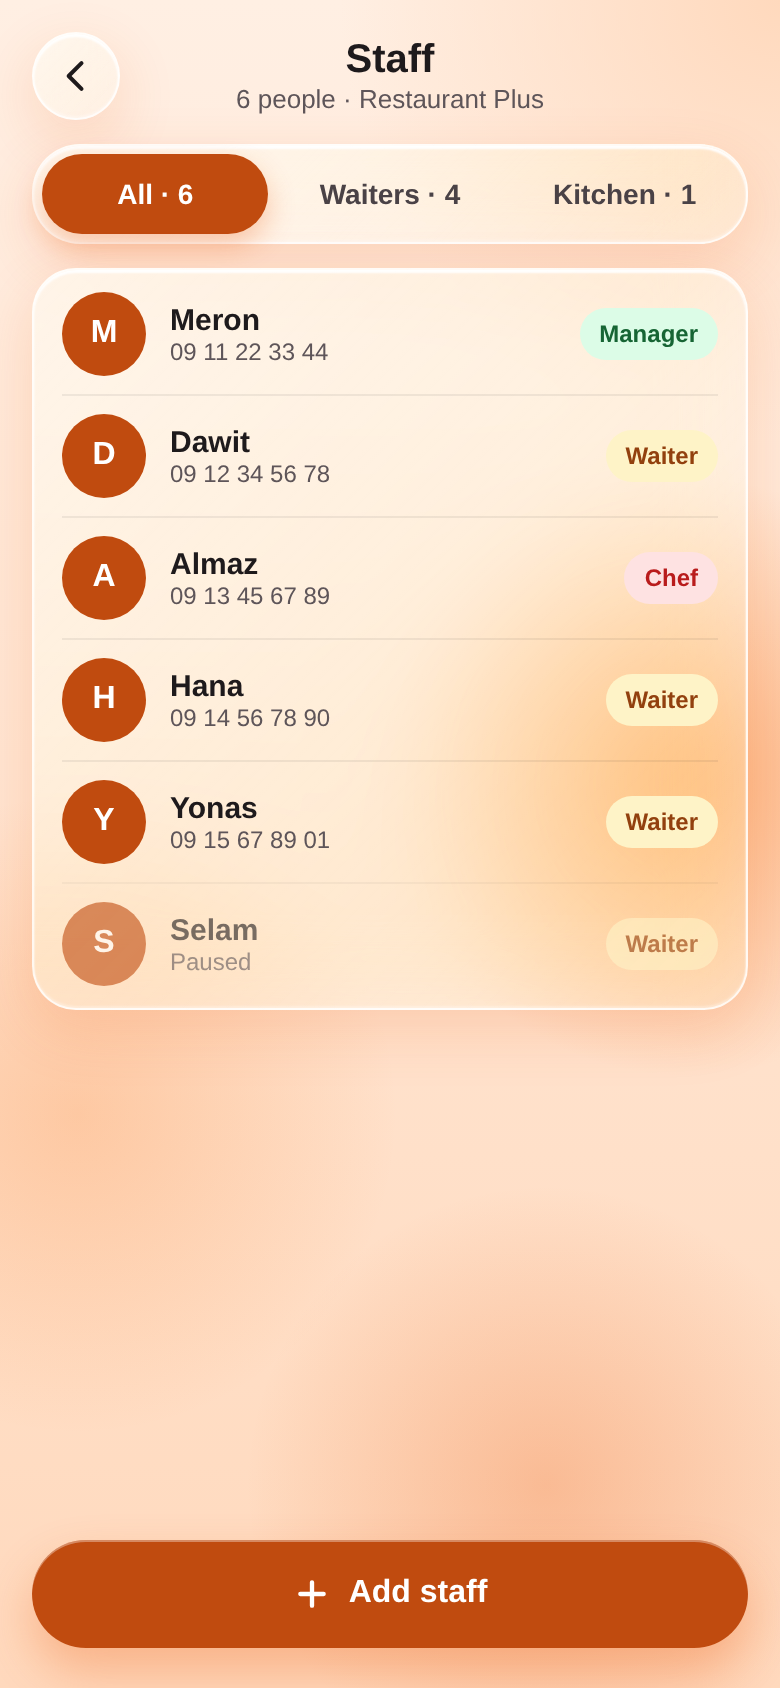 Staff
6 people · Restaurant Plus
All · 6
Waiters · 4
Kitchen · 1
M
Meron
09 11 22 33 44
Manager
D
Dawit
09 12 34 56 78
Waiter
A
Almaz
09 13 45 67 89
Chef
H
Hana
09 14 56 78 90
Waiter
Y
Yonas
09 15 67 89 01
Waiter
S
Selam
Paused
Waiter
Add staff